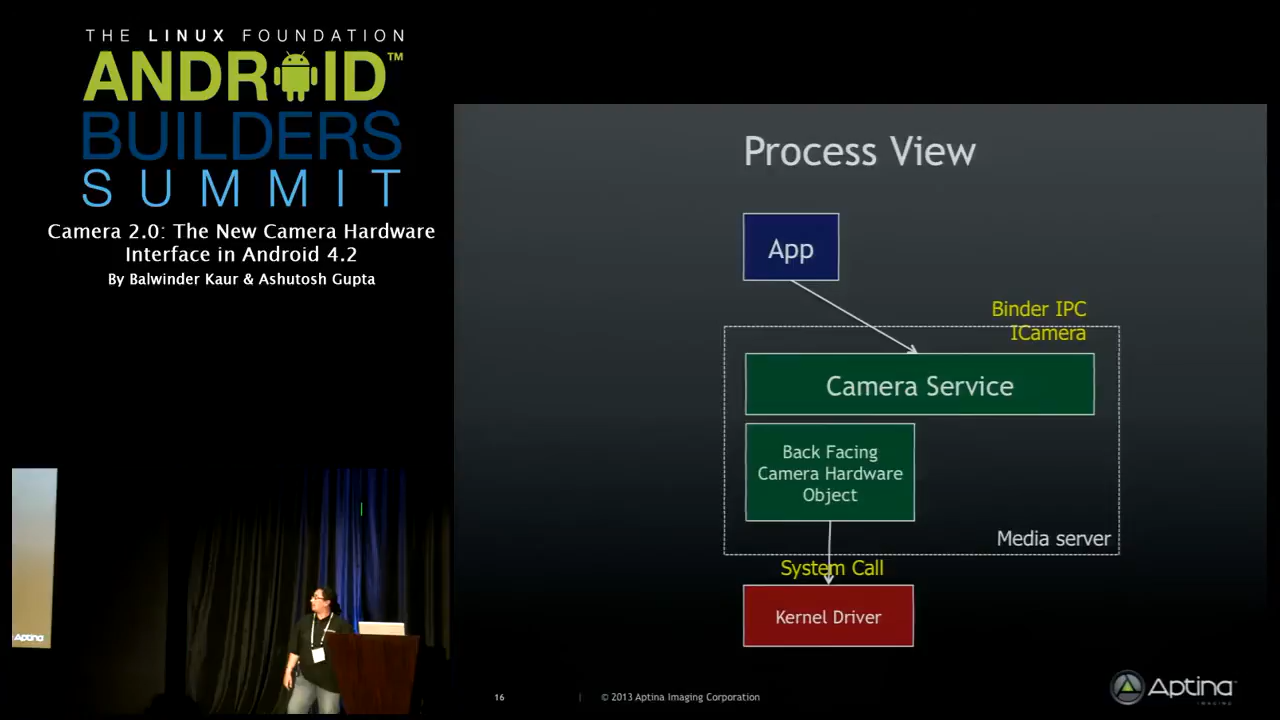 THE LINUX FOUNDATION
ANDROID™
BUILDERS
SUMMIT
Camera 2.0: The New Camera Hardware
Interface in Android 4.2
By Balwinder Kaur & Ashutosh Gupta
Process View
App
Binder IPC
ICamera
Camera Service
Back Facing
Camera Hardware
Object
Media server
System Call
Kernel Driver
Aptina
16
© 2013 Aptina Imaging Corporation
Aptina
IMAGING